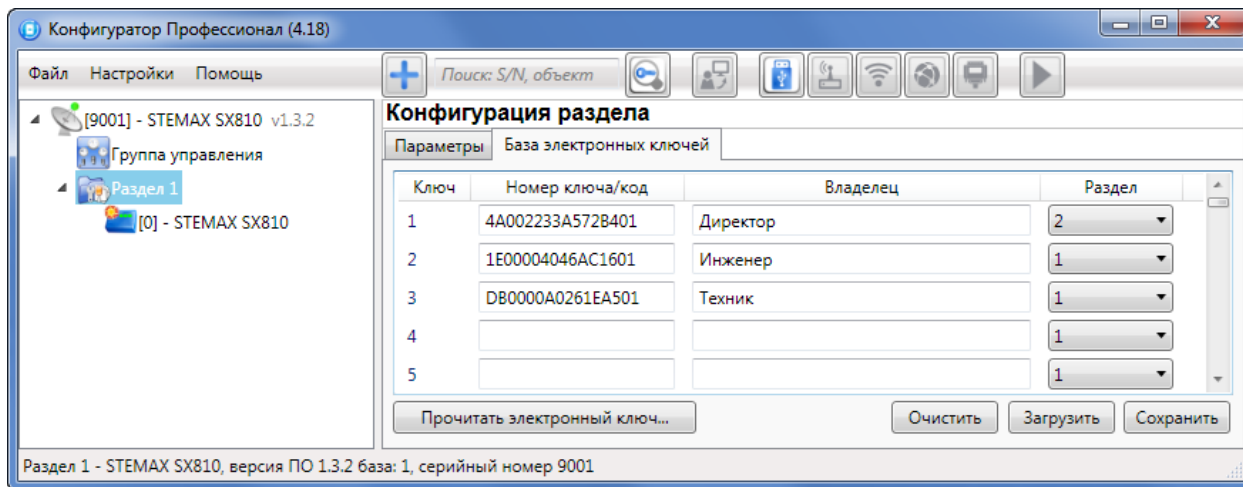 Конфигуратор Профессионал (4.18)
Файл Настройки Помощь
Поиск: S/N, объект
[9001] - STEMAX SX810 v1.3.2
Группа управления
Раздел 1
[0] - STEMAX SX810
Конфигурация раздела
Параметры База электронных ключей
Ключ Номер ключа/код Владелец Раздел
1 4A002233A572B401 Директор 2
2 1E00004046AC1601 Инженер 1
3 DB0000A0261EA501 Техник 1
4 1
5 1
Прочитать электронный ключ... Очистить Загрузить Сохранить
Раздел 1 - STEMAX SX810, версия ПО 1.3.2 база: 1, серийный номер 9001